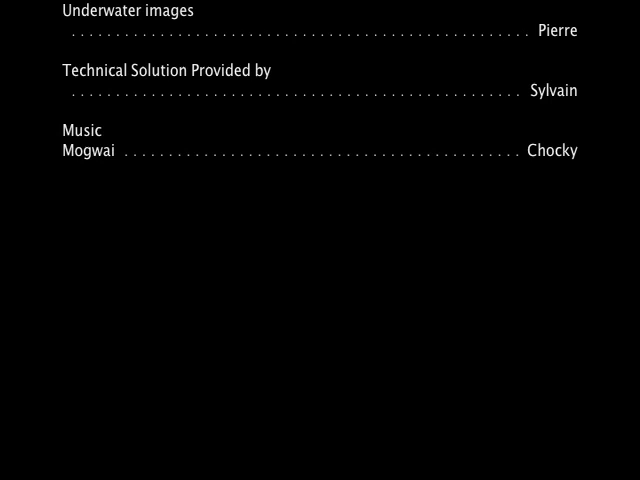 Underwater images
. . . . . . . . . . . . . . . . . . . . . . . . . . . . . . . . . . . . . . . . . . . . . . . . . . . . Pierre
Technical Solution Provided by
. . . . . . . . . . . . . . . . . . . . . . . . . . . . . . . . . . . . . . . . . . . . . . . . . . . Sylvain
Music
Mogwai . . . . . . . . . . . . . . . . . . . . . . . . . . . . . . . . . . . . . . . . . . . . . Chocky